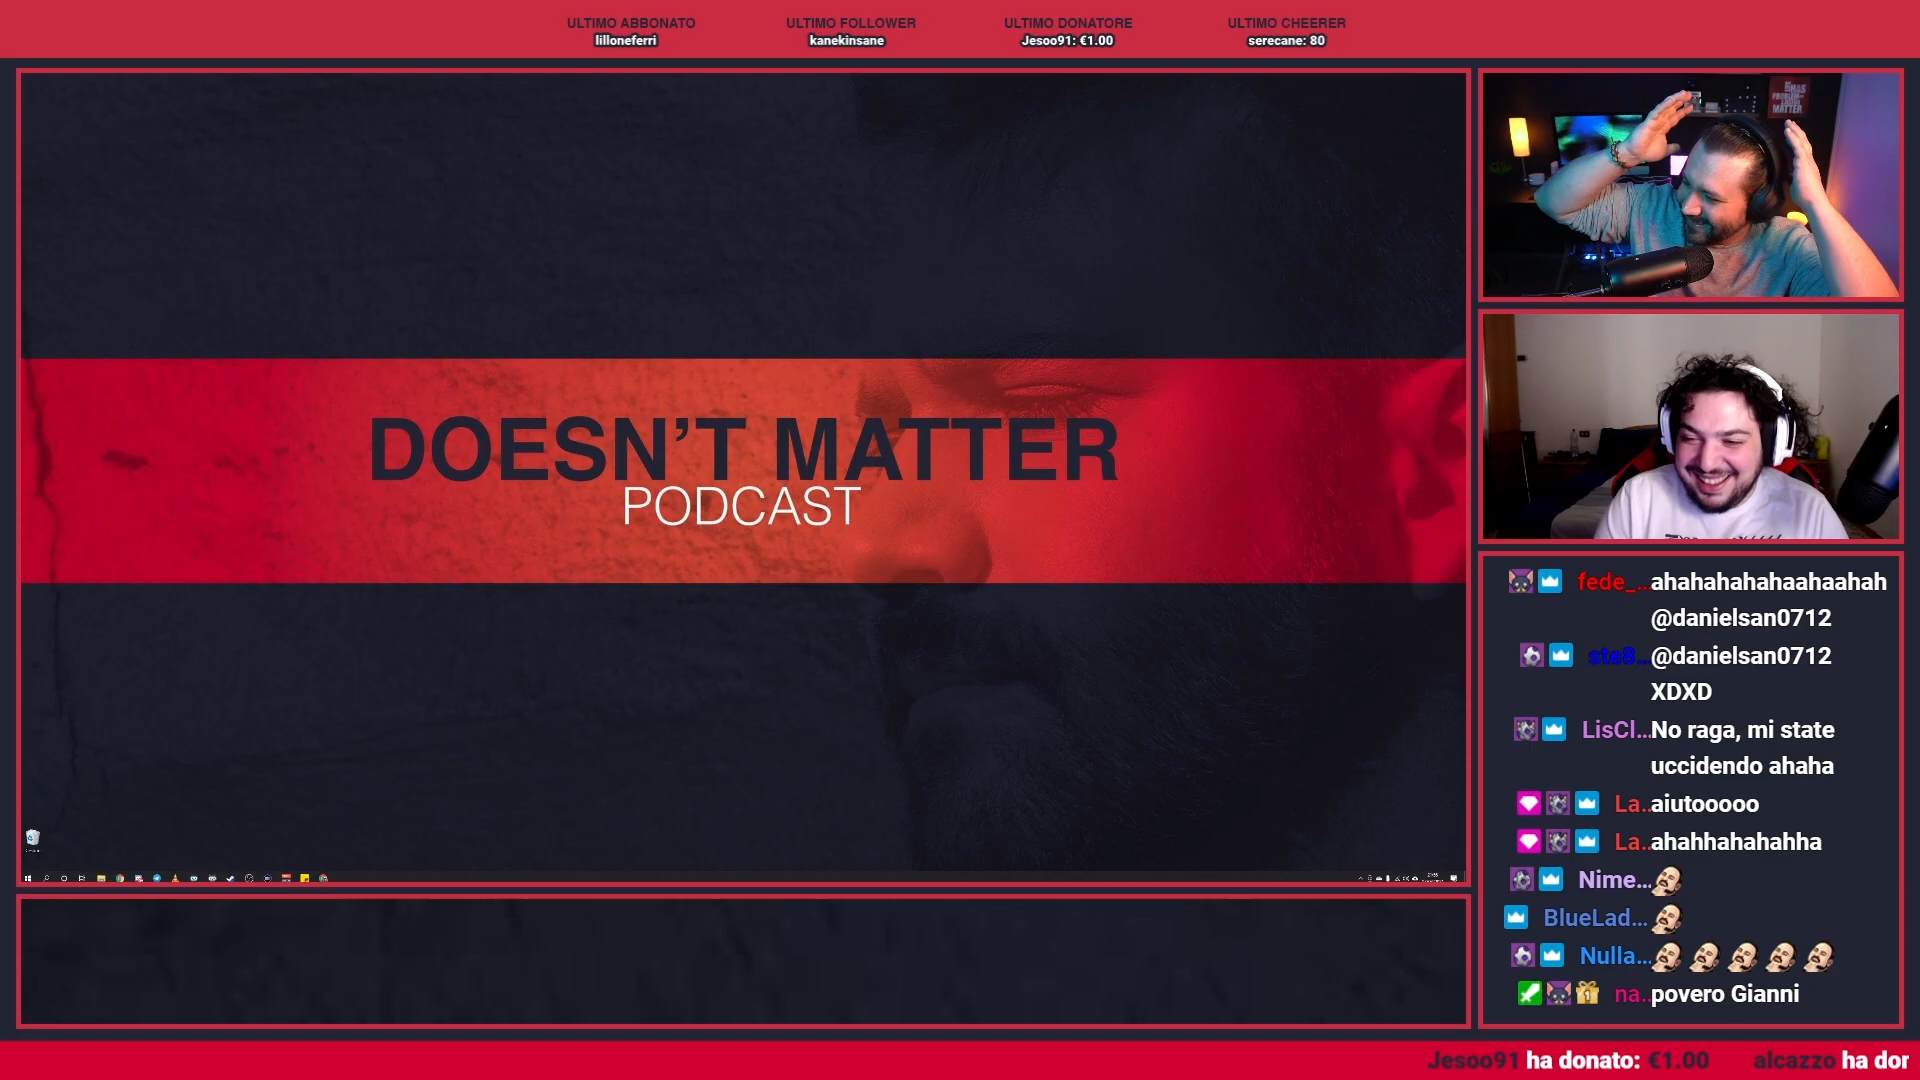 ULTIMO ABBONATO
lilloneferri
ULTIMO FOLLOWER
kanekinsane
ULTIMO DONATORE
Jesoo91: €1.00
ULTIMO CHEERER
serecane: 80
DOESN'T MATTER
PODCAST
fede_... ahahahahahaahaahah
@danielsan0712
ste8... @danielsan0712
XDXD
LisCl... No raga, mi state
uccidendo ahaha
La.. aiutooooo
La.. ahahhahahahha
Nime...
BlueLad...
Nulla...
na.. povero Gianni
Jesoo91 ha donato: €1.00 alcazzo ha dor